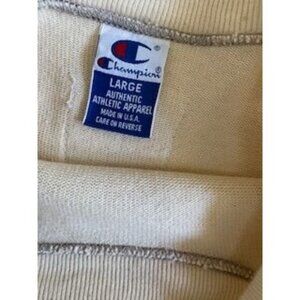 Champion
LARGE
AUTHENTIC
ATHLETIC APPAREL
MADE IN U.S.A.
CARE ON REVERSE